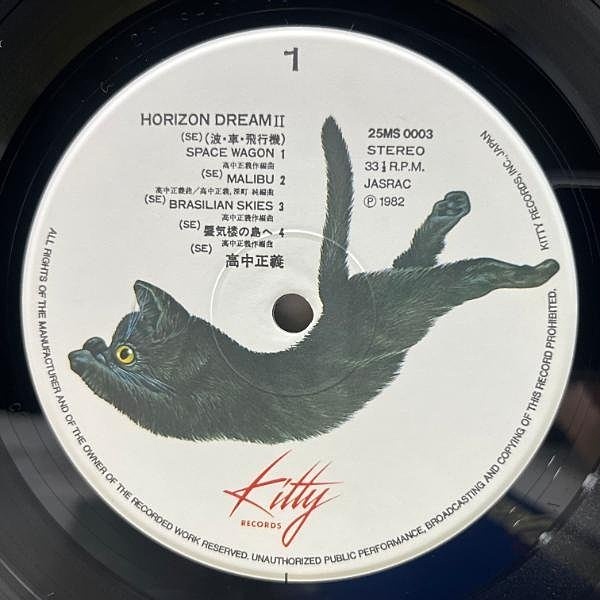 1
HORIZON DREAM II
(SE) (波・車・飛行機)
SPACE WAGON 1
高中正義作編曲
(SE) MALIBU 2
高中正義作/高中正義、深町 純編曲
(SE) BRASILIAN SKIES 3
高中正義作編曲
(SE) 蜃気楼の島へ 4
高中正義作編曲
(SE)
高中正義
25MS 0003
STEREO
33⅓ R.P.M.
JASRAC
Ⓟ 1982
KITTY RECORDS, INC., JAPAN
ALL RIGHTS OF THE MANUFACTURER AND OF THE OWNER OF THE RECORDED WORK RESERVED. UNAUTHORIZED PUBLIC PERFORMANCE, BROADCASTING AND COPYING OF THIS RECORD PROHIBITED.
Kitty
RECORDS
1